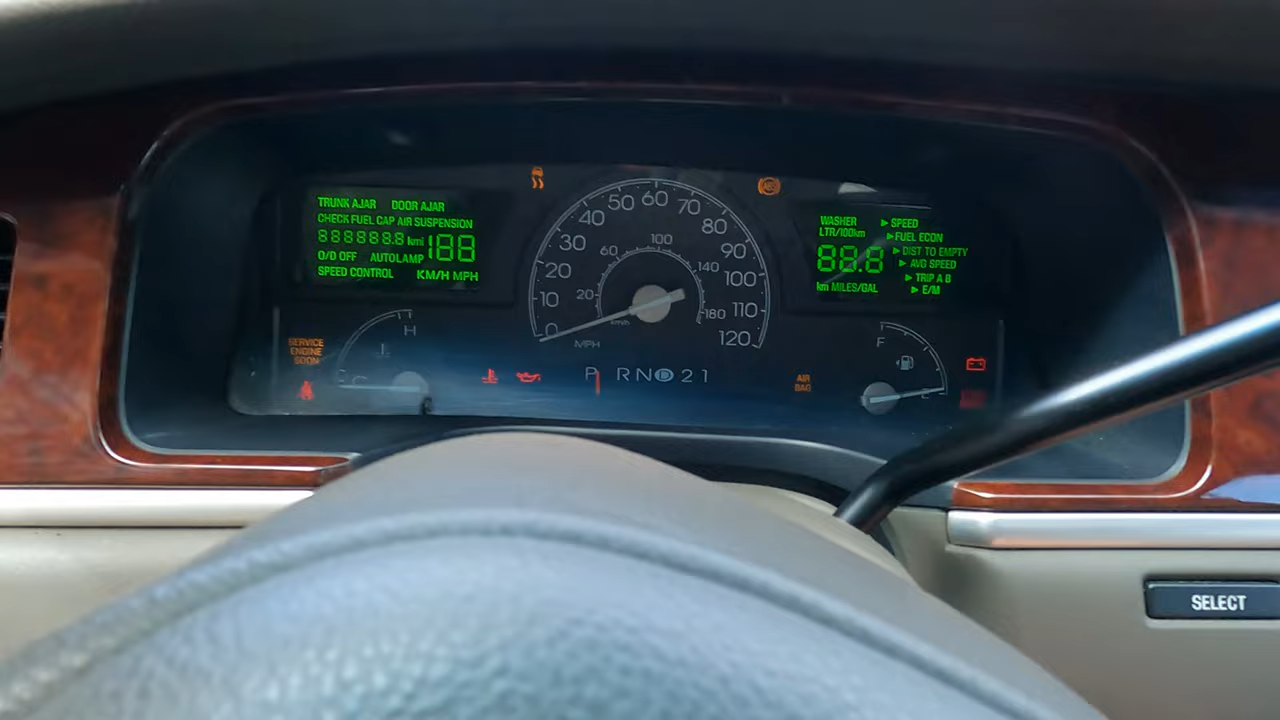 TRUNK AJAR DOOR AJAR
CHECK FUEL CAP AIR SUSPENSION
888888.8 kmi 188
O/D OFF AUTOLAMP
SPEED CONTROL KM/H MPH
0 10 20 30 40 50 60 70 80 90 100 110 120
20 60 100 140 180
km/h
MPH
WASHER ▶ SPEED
LTR/100km ▶ FUEL ECON
88.8 ▶ DIST TO EMPTY
▶ AVG SPEED
▶ TRIP A B
km MILES/GAL ▶ E/M
ABS
SERVICE
ENGINE
SOON
H
C
P R N D 2 1
AIR
BAG
F
E
SELECT